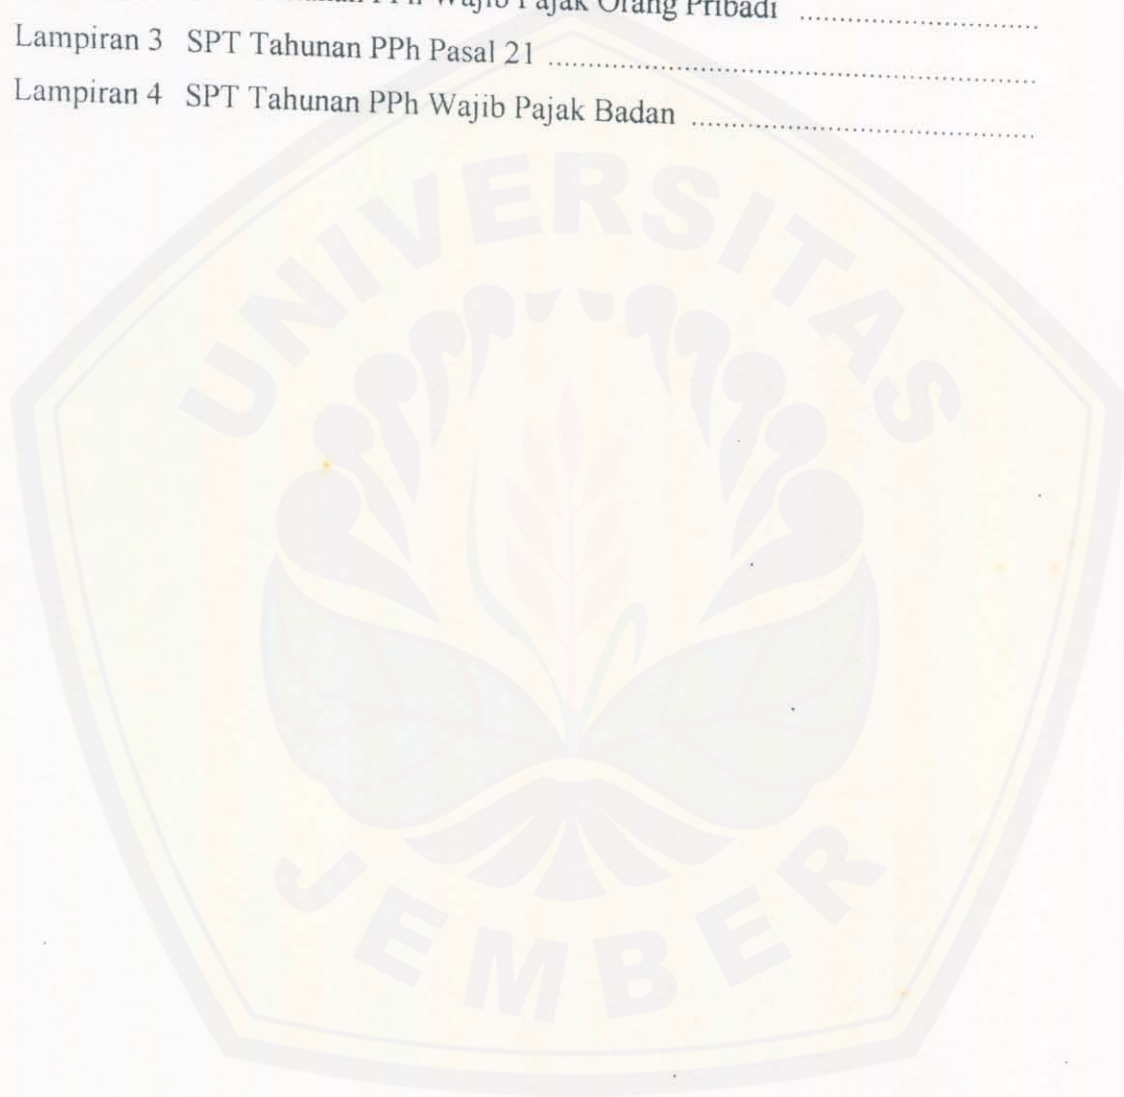 Wajib Pajak Orang Pribadi ..............................
Lampiran 3 SPT Tahunan PPh Pasal 21 ..............................................................
Lampiran 4 SPT Tahunan PPh Wajib Pajak Badan ...........................................
UNIVERSITAS
JEMBER